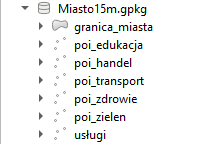 Miasto15m.gpkg
granica_miasta
poi_edukacja
poi_handel
poi_transport
poi_zdrowie
poi_zielen
usługi